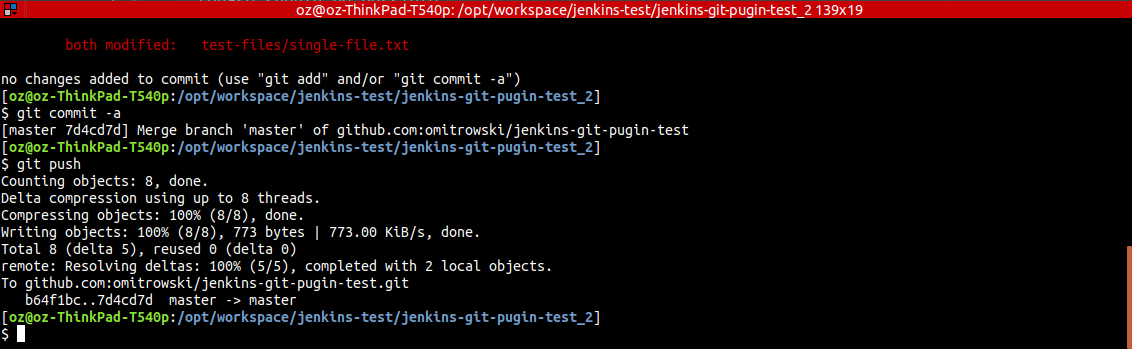 oz@oz-ThinkPad-T540p: /opt/workspace/jenkins-test/jenkins-git-pugin-test_2 139x19
both modified:   test-files/single-file.txt
no changes added to commit (use "git add" and/or "git commit -a")
[oz@oz-ThinkPad-T540p:/opt/workspace/jenkins-test/jenkins-git-pugin-test_2]
$ git commit -a
[master 7d4cd7d] Merge branch 'master' of github.com:omitrowski/jenkins-git-pugin-test
[oz@oz-ThinkPad-T540p:/opt/workspace/jenkins-test/jenkins-git-pugin-test_2]
$ git push
Counting objects: 8, done.
Delta compression using up to 8 threads.
Compressing objects: 100% (8/8), done.
Writing objects: 100% (8/8), 773 bytes | 773.00 KiB/s, done.
Total 8 (delta 5), reused 0 (delta 0)
remote: Resolving deltas: 100% (5/5), completed with 2 local objects.
To github.com:omitrowski/jenkins-git-pugin-test.git
   b64f1bc..7d4cd7d  master -> master
[oz@oz-ThinkPad-T540p:/opt/workspace/jenkins-test/jenkins-git-pugin-test_2]
$